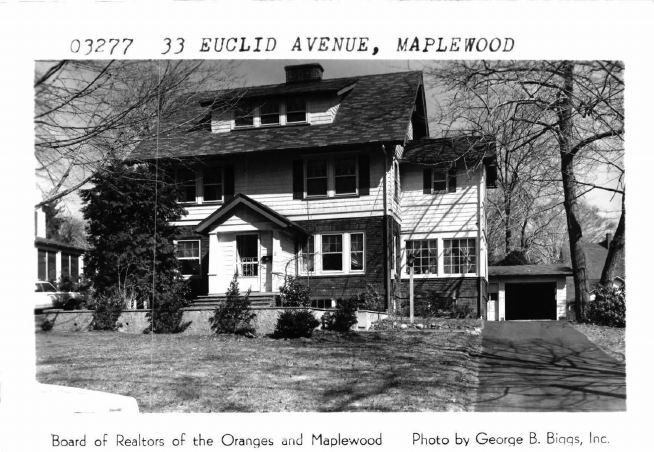 03277 33 EUCLID AVENUE, MAPLEWOOD
Board of Realtors of the Oranges and Maplewood Photo by George B. Biggs, Inc.